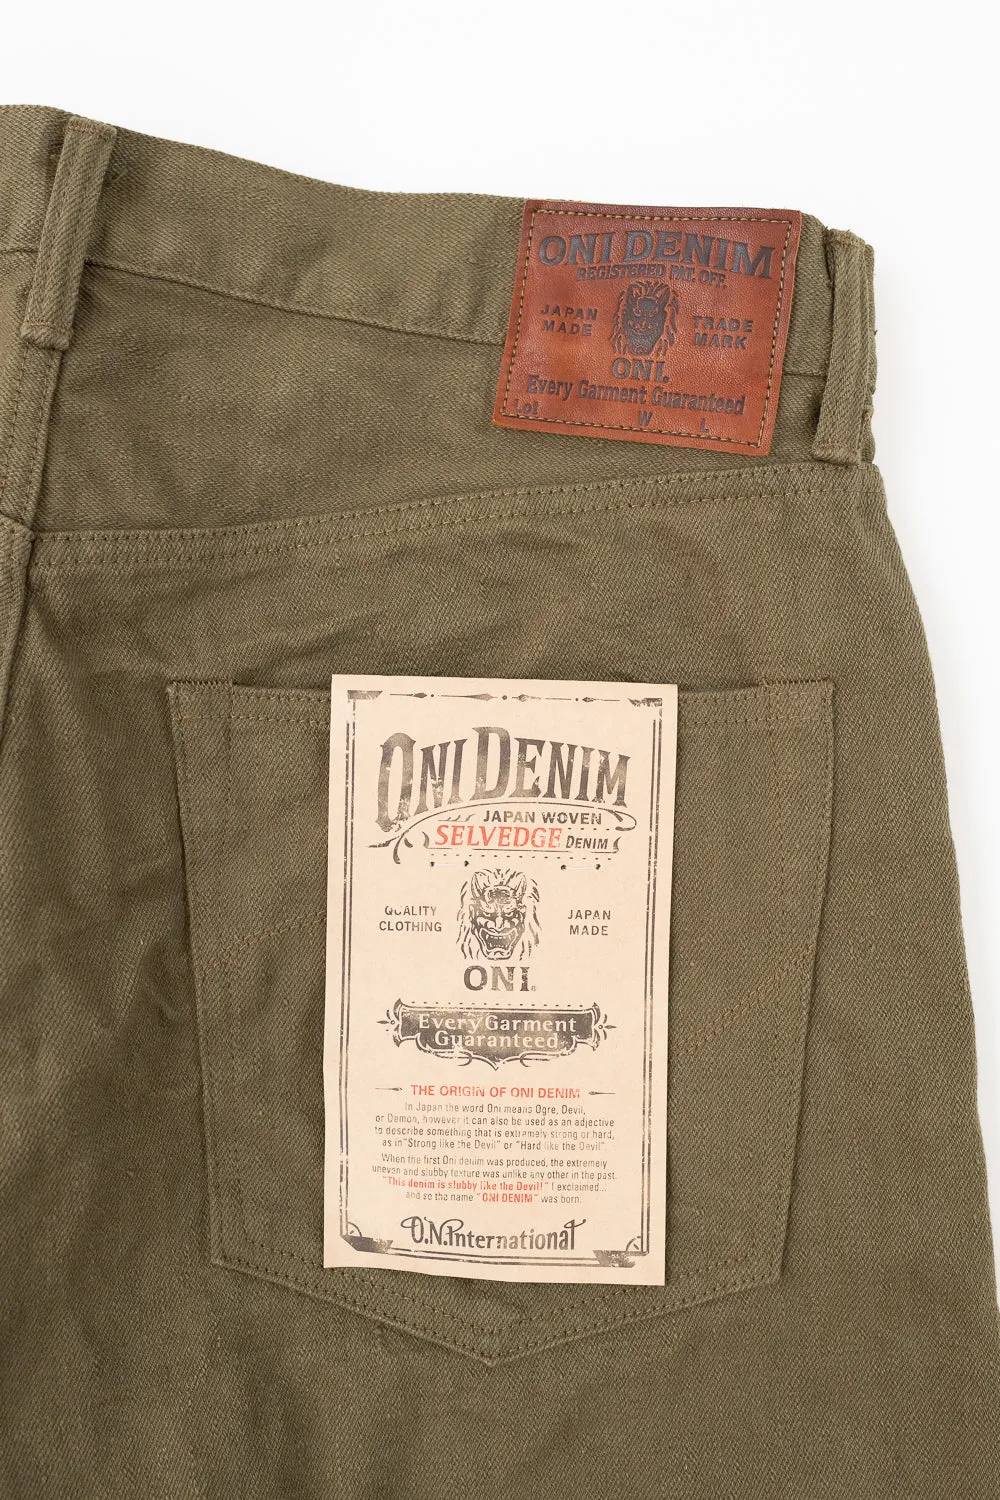 ONI DENIM
REGISTERED PAT. OFF.
JAPAN MADE
TRADE MARK
ONI.
Every Garment Guaranteed
Lot W L
ONI DENIM
JAPAN WOVEN
SELVEDGE DENIM
QUALITY CLOTHING
JAPAN MADE
ONI®
Every Garment
Guaranteed
THE ORIGIN OF ONI DENIM
In Japan the word Oni means Ogre, Devil,
or Demon, however it can also be used as an adjective
to describe something that is extremely strong or hard,
as in "Strong like the Devil" or "Hard like the Devil".
When the first Oni denim was produced, the extremely
uneven and slubby texture was unlike any other in the past.
"This denim is slubby like the Devil!" I exclaimed...
and so the name "ONI DENIM" was born.
O.N.International